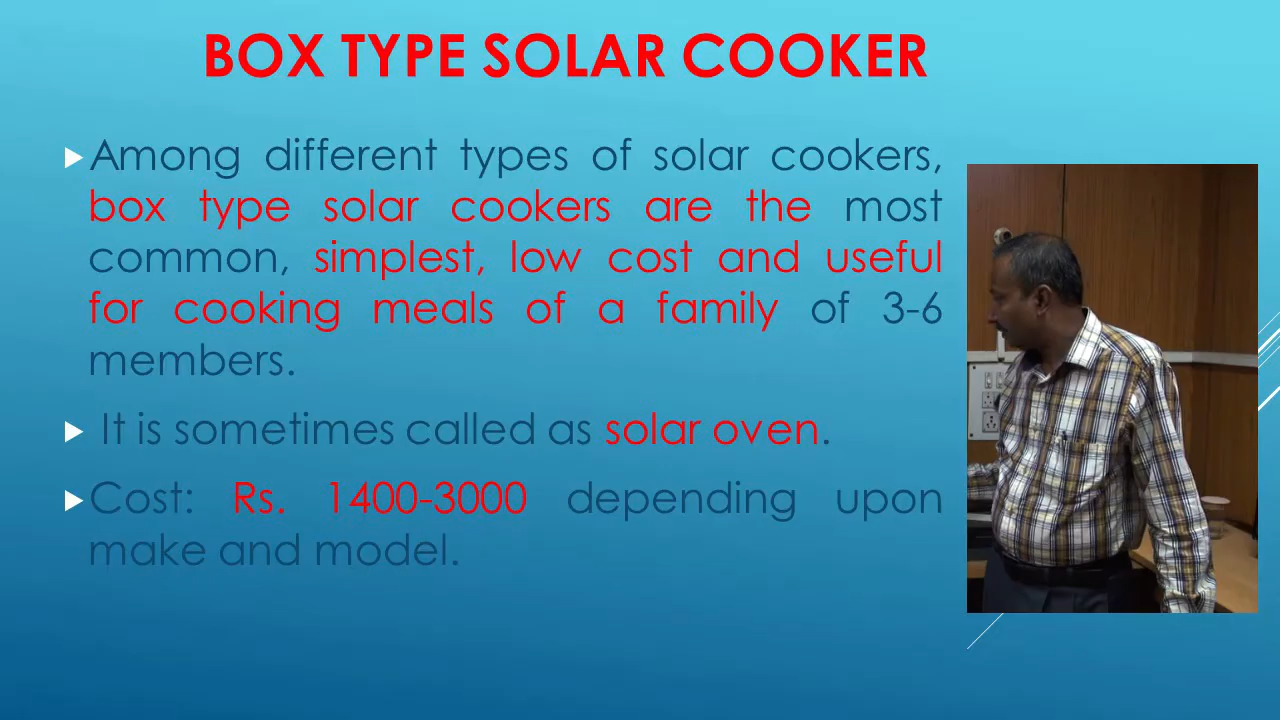 BOX TYPE SOLAR COOKER
Among different types of solar cookers,
box type solar cookers are the most
common, simplest, low cost and useful
for cooking meals of a family of 3-6
members.
It is sometimes called as solar oven.
Cost: Rs. 1400-3000 depending upon
make and model.